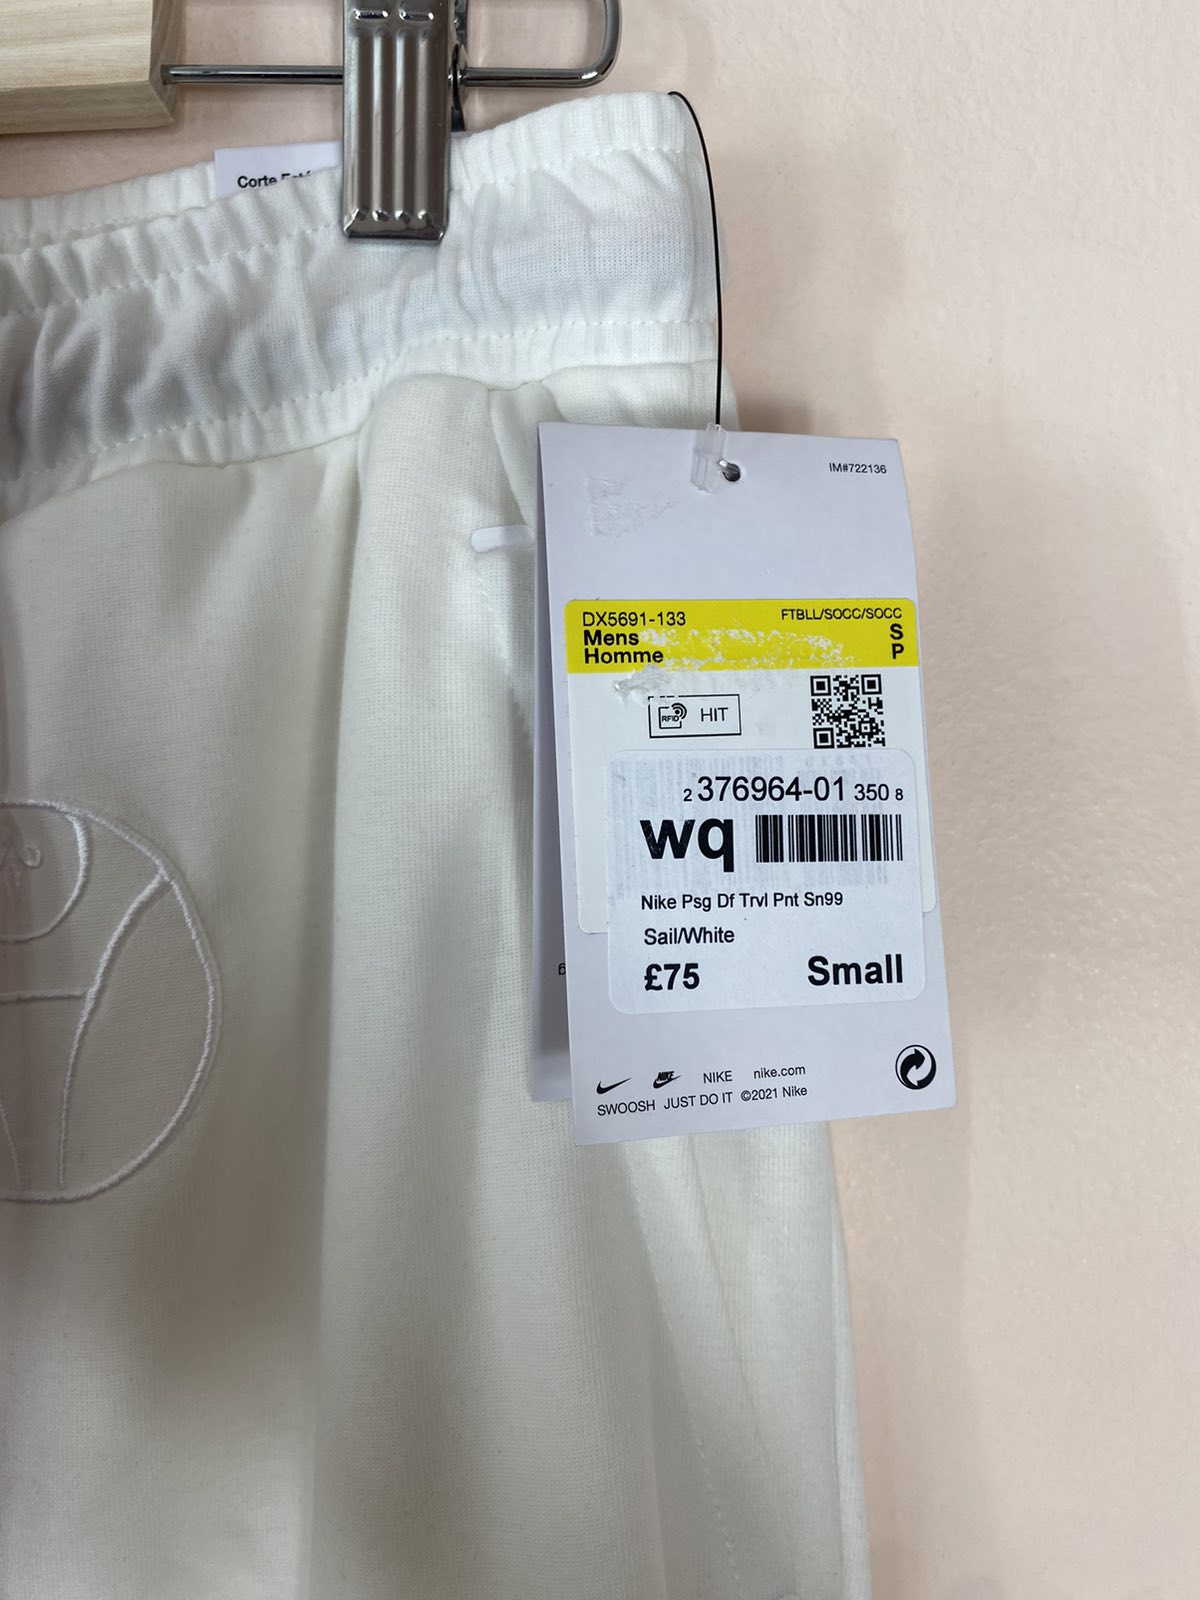 Corte
IM#722136
DX5691-133 FTBLL/SOCC/SOCC
Mens S
Homme P
RFID HIT
2 376964-01 350 8
wq
Nike Psg Df Trvl Pnt Sn99
Sail/White
£75 Small
NIKE NIKE nike.com
SWOOSH JUST DO IT ©2021 Nike